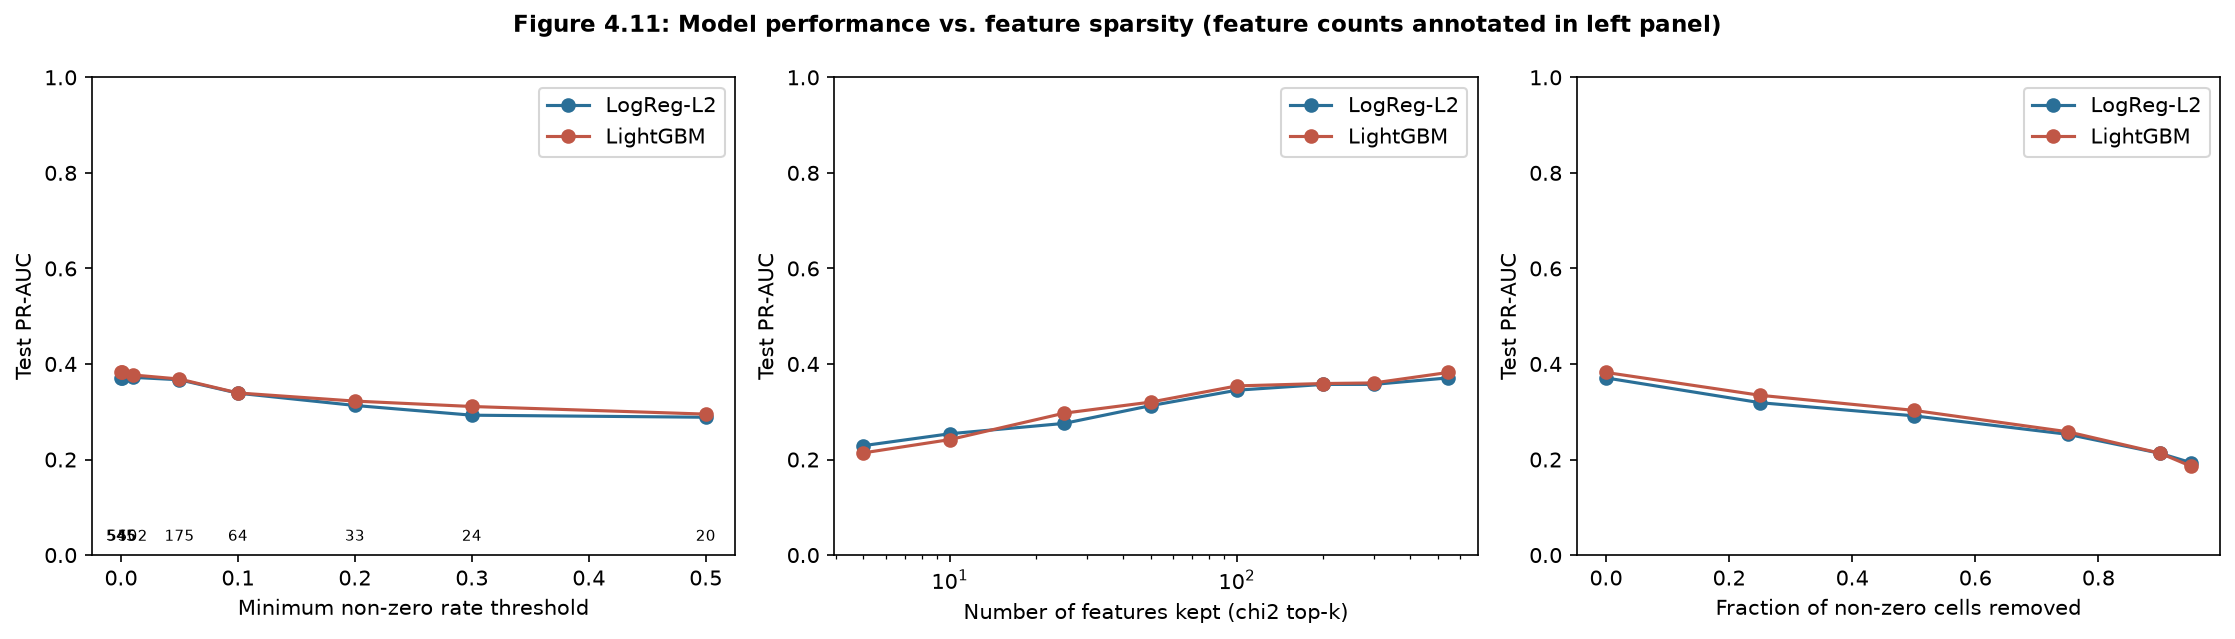 Figure 4.11: Model performance vs. feature sparsity (feature counts annotated in left panel)
Test PR-AUC
1.0
0.8
0.6
0.4
0.2
0.0
LogReg-L2
LightGBM
175
64
33
24
20
0.0 0.1 0.2 0.3 0.4 0.5
Minimum non-zero rate threshold
Test PR-AUC
1.0
0.8
0.6
0.4
0.2
0.0
LogReg-L2
LightGBM
10¹ 10²
Number of features kept (chi2 top-k)
Test PR-AUC
1.0
0.8
0.6
0.4
0.2
0.0
LogReg-L2
LightGBM
0.0 0.2 0.4 0.6 0.8
Fraction of non-zero cells removed